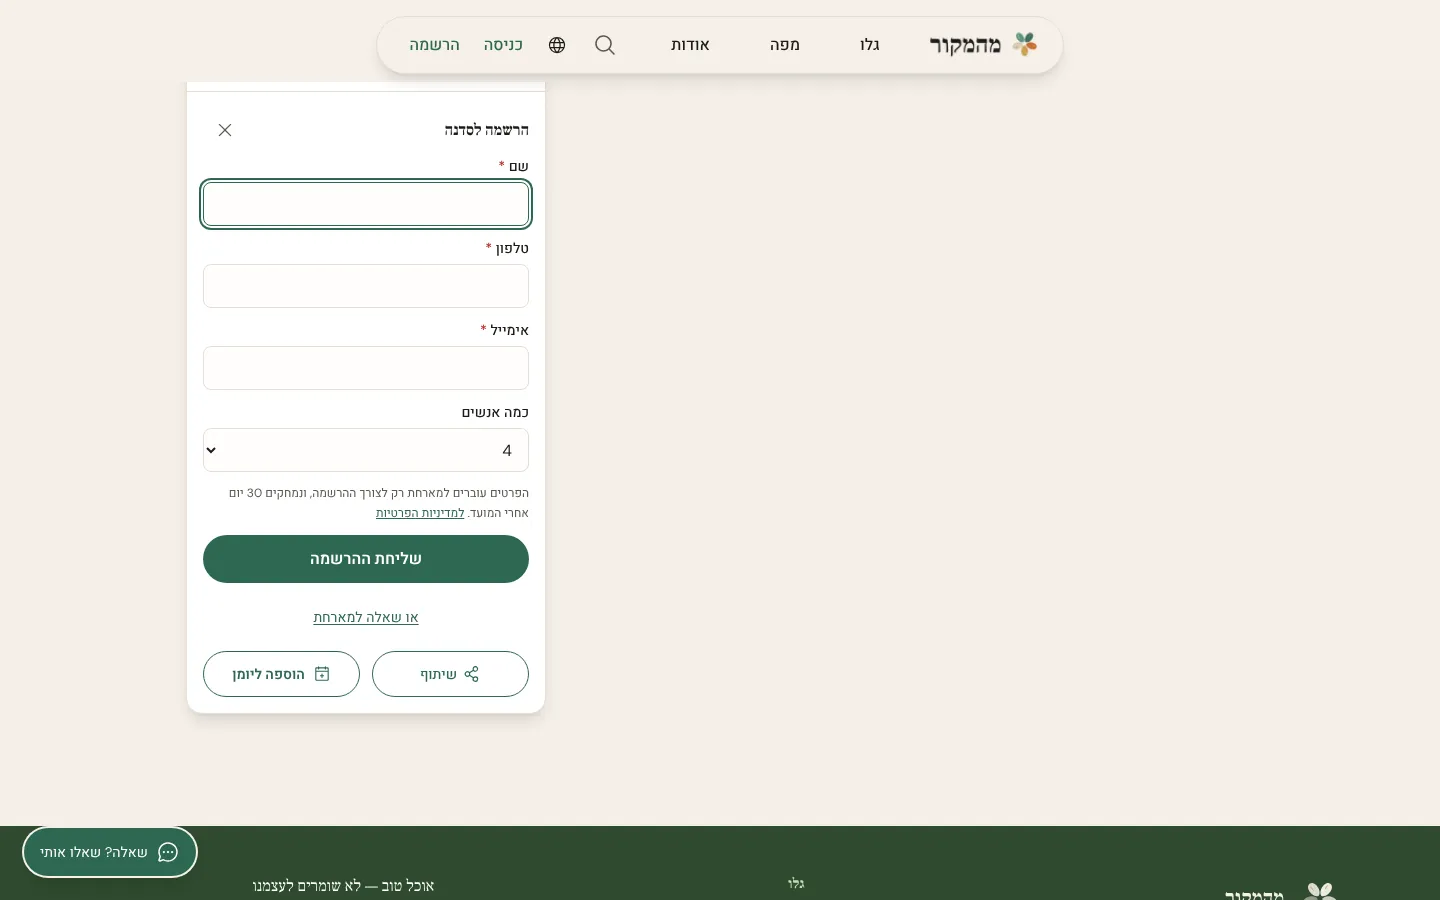 מהמקור
גלו
מפה
אודות
כניסה
הרשמה
הרשמה לסדנה
שם *
טלפון *
אימייל *
כמה אנשים
4
הפרטים עוברים למארחת רק לצורך ההרשמה, ונמחקים 30 יום
אחרי המועד. למדיניות הפרטיות
שליחת ההרשמה
או שאלה למארחת
שיתוף
הוספה ליומן
שאלה? שאלו אותי
מהמקור
גלו
אוכל טוב — לא שומרים לעצמנו